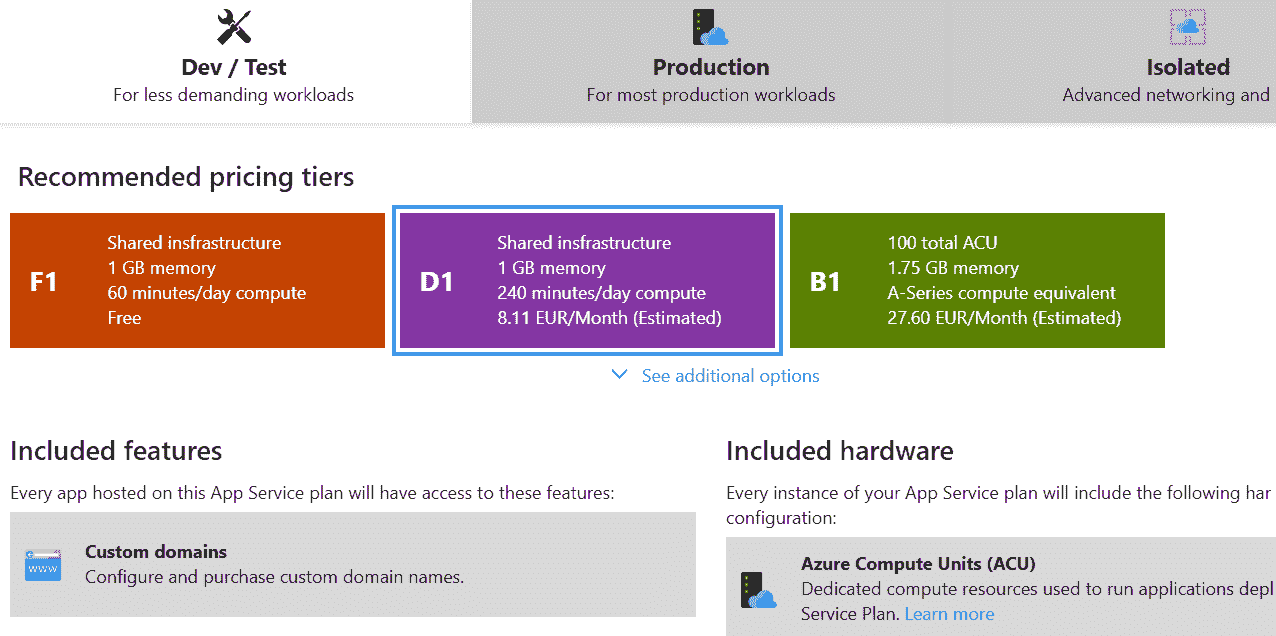 Dev / Test
For less demanding workloads
Production
For most production workloads
Isolated
Advanced networking and
Recommended pricing tiers
F1
Shared insfrastructure
1 GB memory
60 minutes/day compute
Free
D1
Shared insfrastructure
1 GB memory
240 minutes/day compute
8.11 EUR/Month (Estimated)
B1
100 total ACU
1.75 GB memory
A-Series compute equivalent
27.60 EUR/Month (Estimated)
See additional options
Included features
Every app hosted on this App Service plan will have access to these features:
www
Custom domains
Configure and purchase custom domain names.
Included hardware
Every instance of your App Service plan will include the following har
configuration:
Azure Compute Units (ACU)
Dedicated compute resources used to run applications depl
Service Plan. Learn more